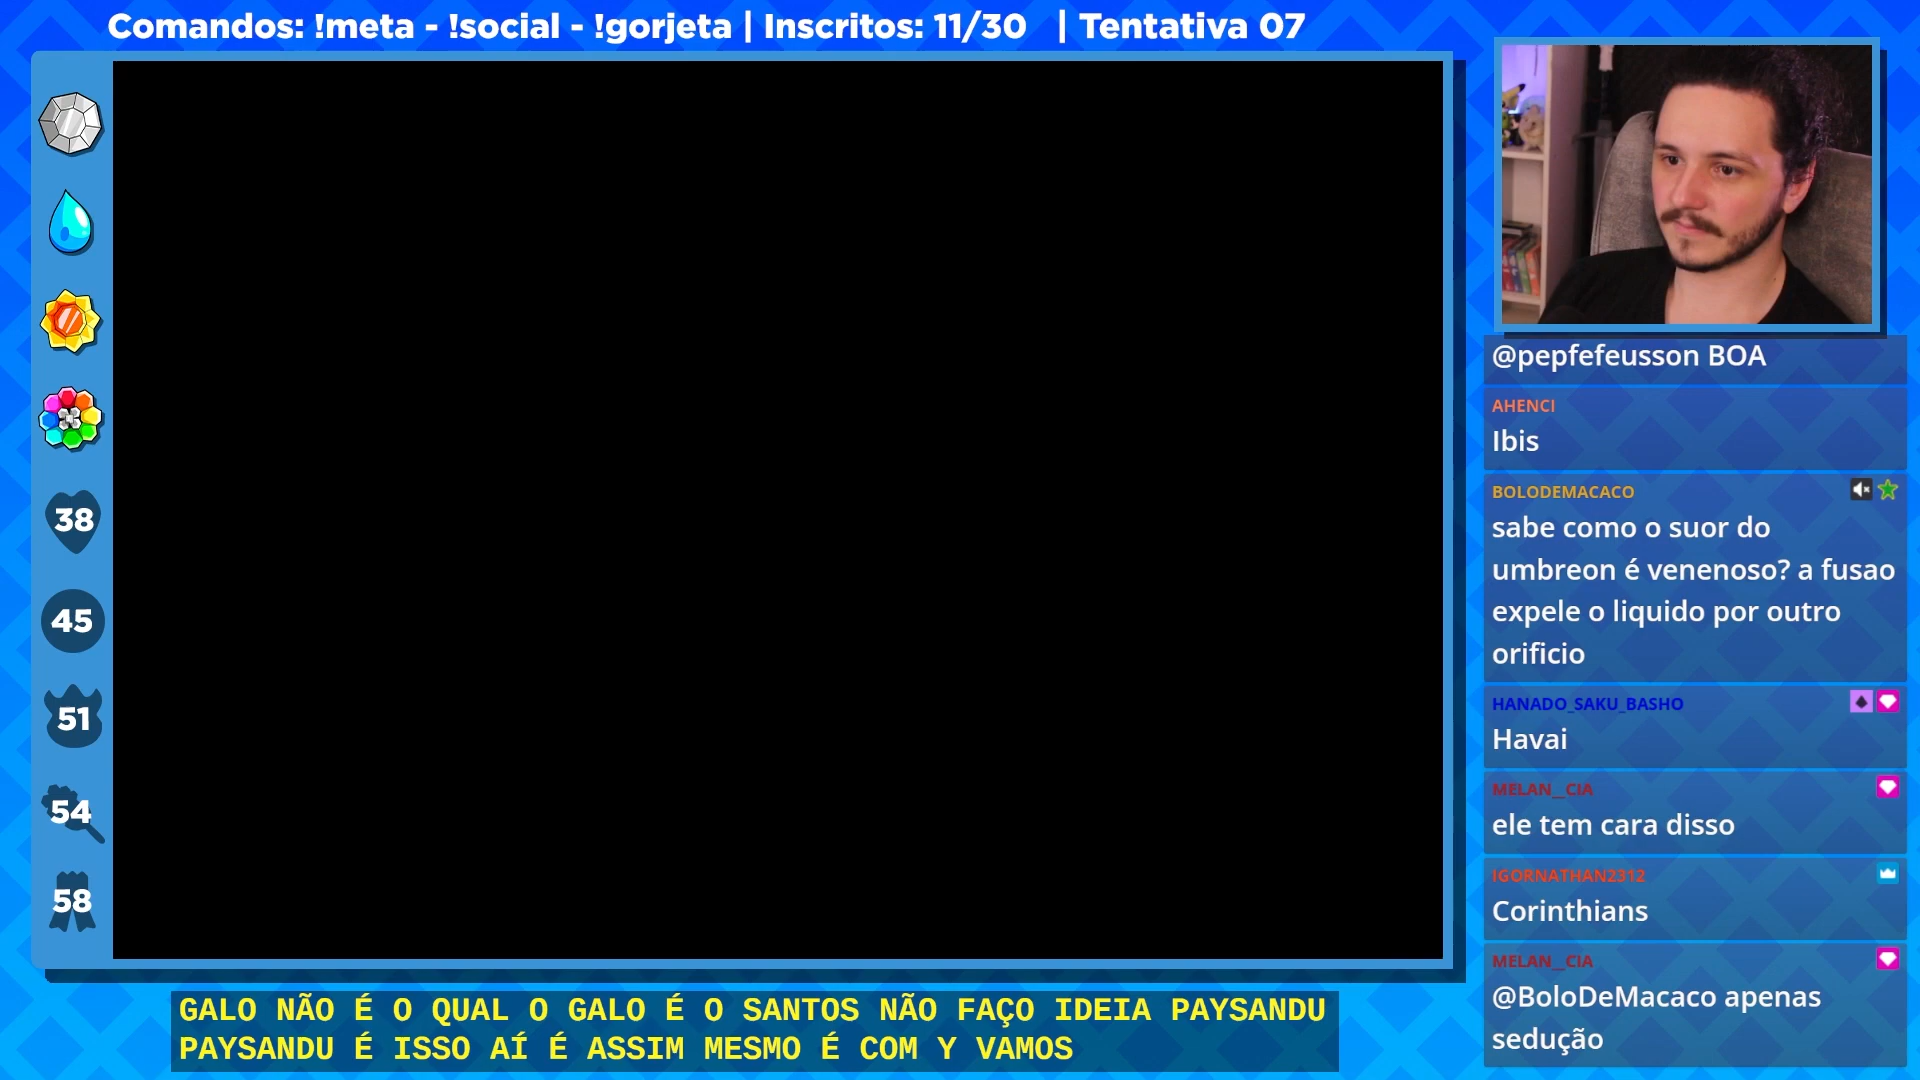 Comandos: !meta - !social - !gorjeta | Inscritos: 11/30 | Tentativa 07
38
45
51
54
58
@pepfefeusson BOA
AHENCI
Ibis
BOLODEMACACO
sabe como o suor do
umbreon é venenoso? a fusao
expele o liquido por outro
orificio
HANADO_SAKU_BASHO
Havai
MELAN__CIA
ele tem cara disso
IGORNATHAN2312
Corinthians
MELAN__CIA
@BoloDeMacaco apenas
sedução
GALO NÃO É O QUAL O GALO É O SANTOS NÃO FAÇO IDEIA PAYSANDU
PAYSANDU É ISSO AÍ É ASSIM MESMO É COM Y VAMOS